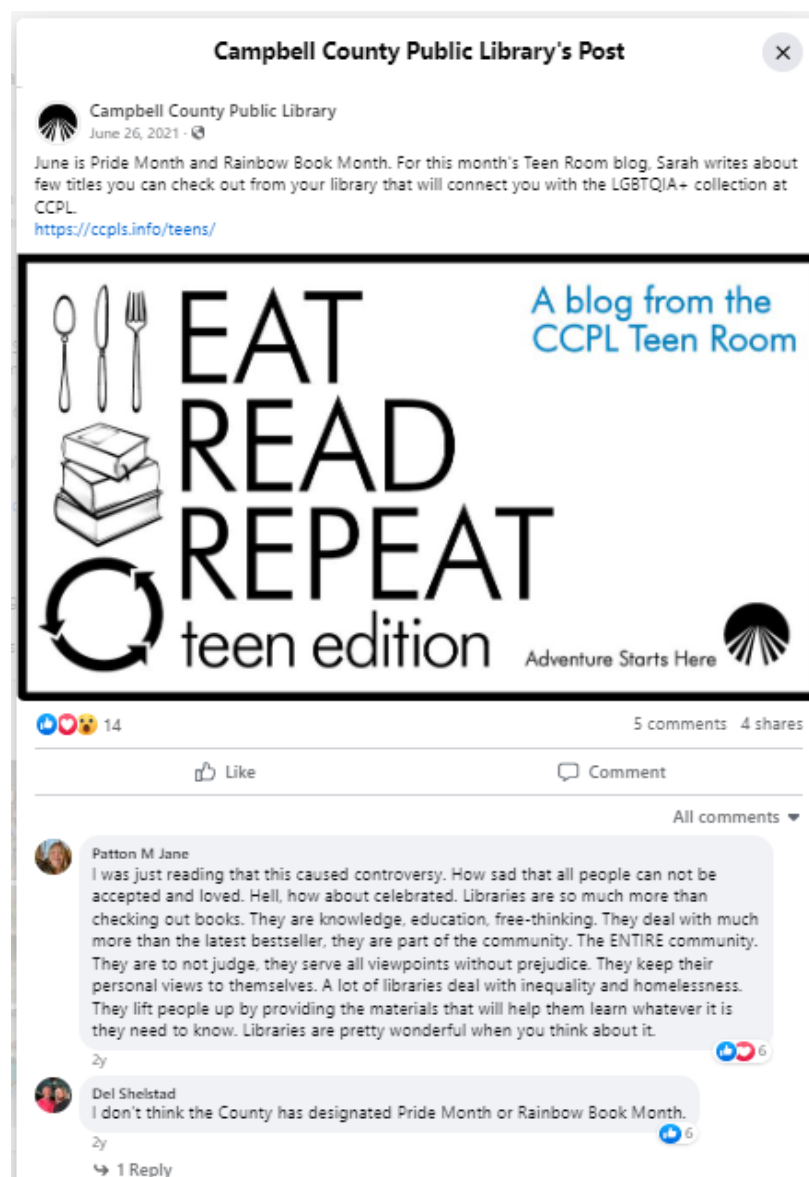 Campbell County Public Library's Post
Campbell County Public Library
June 26, 2021 ·
June is Pride Month and Rainbow Book Month. For this month's Teen Room blog, Sarah writes about
few titles you can check out from your library that will connect you with the LGBTQIA+ collection at
CCPL.
https://ccpls.info/teens/
EAT
READ
REPEAT
teen edition
A blog from the
CCPL Teen Room
Adventure Starts Here
14
5 comments 4 shares
Like
Comment
All comments
Patton M Jane
I was just reading that this caused controversy. How sad that all people can not be
accepted and loved. Hell, how about celebrated. Libraries are so much more than
checking out books. They are knowledge, education, free-thinking. They deal with much
more than the latest bestseller, they are part of the community. The ENTIRE community.
They are to not judge, they serve all viewpoints without prejudice. They keep their
personal views to themselves. A lot of libraries deal with inequality and homelessness.
They lift people up by providing the materials that will help them learn whatever it is
they need to know. Libraries are pretty wonderful when you think about it.
6
2y
Del Shelstad
I don't think the County has designated Pride Month or Rainbow Book Month.
6
2y
1 Reply